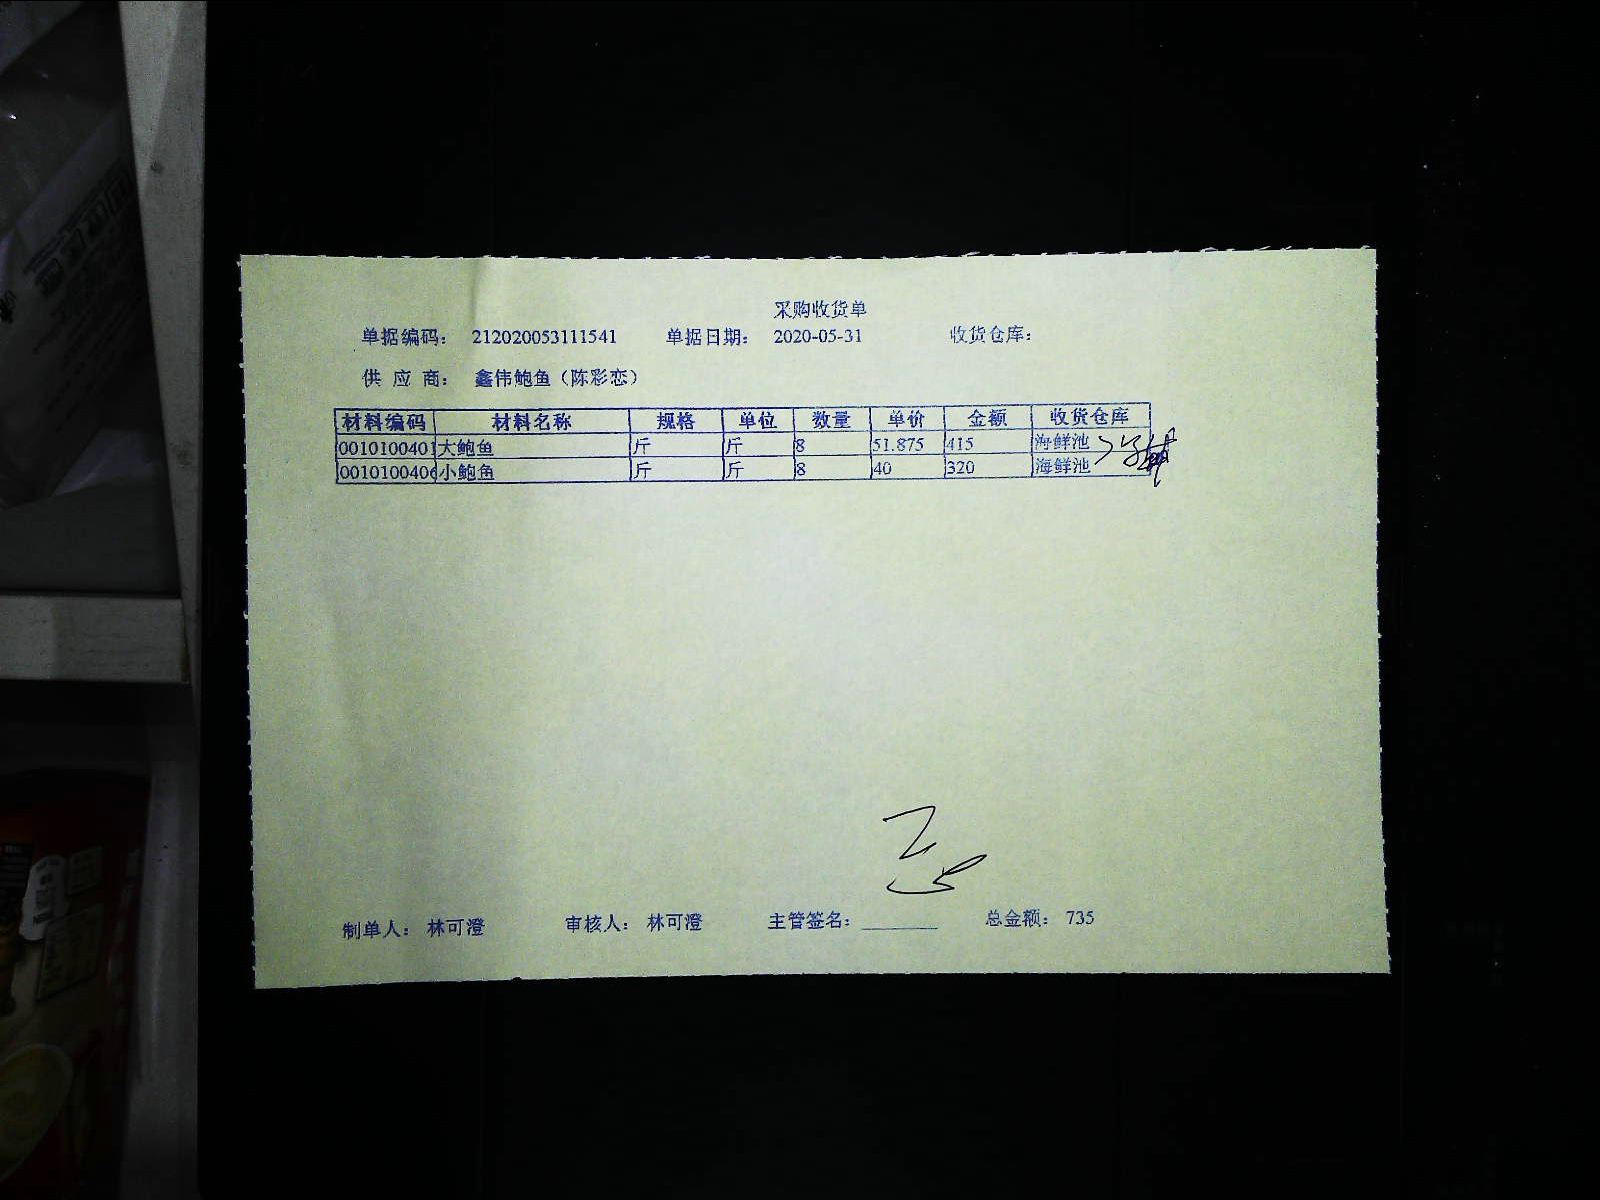 采购收货单
单据编码： 212020053111541 单据日期： 2020-05-31 收货仓库：
供 应 商： 鑫伟鲍鱼（陈彩恋）
材料编码 材料名称 规格 单位 数量 单价 金额 收货仓库
0010100401 大鲍鱼 斤 斤 8 51.875 415 海鲜池
0010100406 小鲍鱼 斤 斤 8 40 320 海鲜池
制单人： 林可澄 审核人： 林可澄 主管签名：________ 总金额： 735